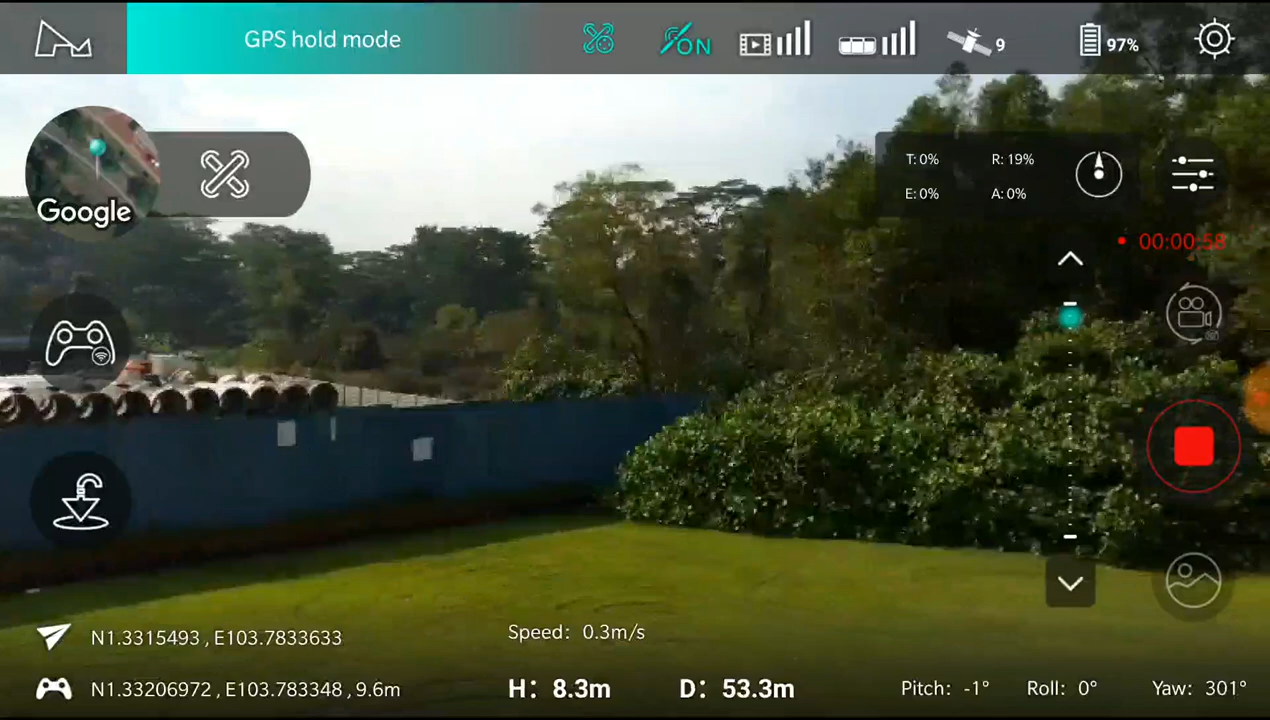 GPS hold mode
ON
9
97%
Google
T: 0%
R: 19%
E: 0%
A: 0%
00:00:58
N1.3315493 , E103.7833633
Speed: 0.3m/s
N1.33206972 , E103.783348 , 9.6m
H: 8.3m
D: 53.3m
Pitch: -1°
Roll: 0°
Yaw: 301°